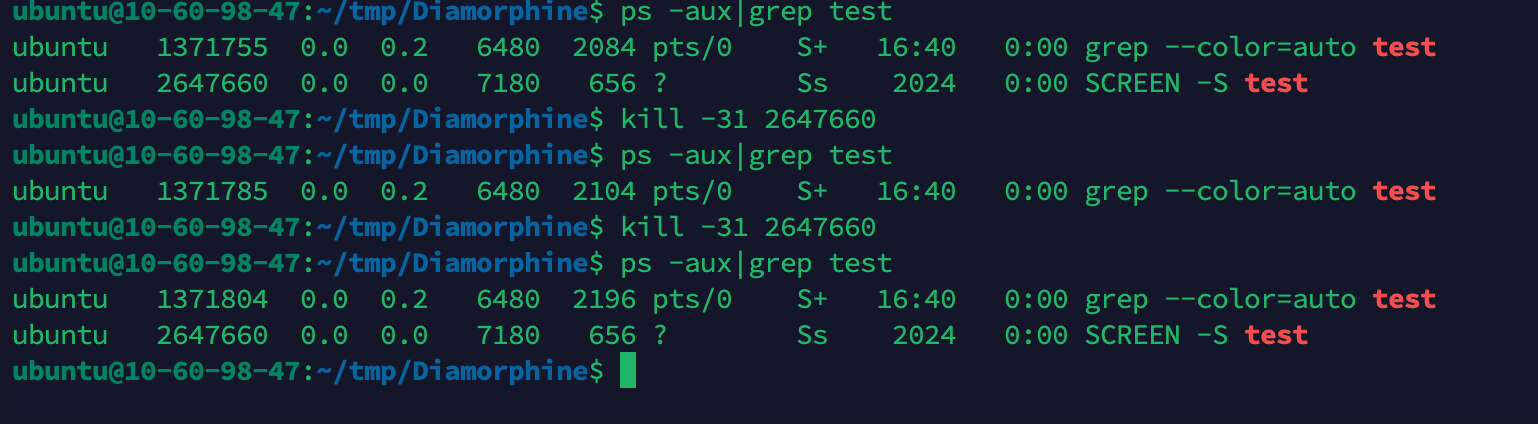 ubuntu@10-60-98-47:~/tmp/Diamorphine$ ps -aux|grep test
ubuntu   1371755  0.0  0.2   6480  2084 pts/0    S+   16:40   0:00 grep --color=auto test
ubuntu   2647660  0.0  0.0   7180   656 ?        Ss    2024   0:00 SCREEN -S test
ubuntu@10-60-98-47:~/tmp/Diamorphine$ kill -31 2647660
ubuntu@10-60-98-47:~/tmp/Diamorphine$ ps -aux|grep test
ubuntu   1371785  0.0  0.2   6480  2104 pts/0    S+   16:40   0:00 grep --color=auto test
ubuntu@10-60-98-47:~/tmp/Diamorphine$ kill -31 2647660
ubuntu@10-60-98-47:~/tmp/Diamorphine$ ps -aux|grep test
ubuntu   1371804  0.0  0.2   6480  2196 pts/0    S+   16:40   0:00 grep --color=auto test
ubuntu   2647660  0.0  0.0   7180   656 ?        Ss    2024   0:00 SCREEN -S test
ubuntu@10-60-98-47:~/tmp/Diamorphine$